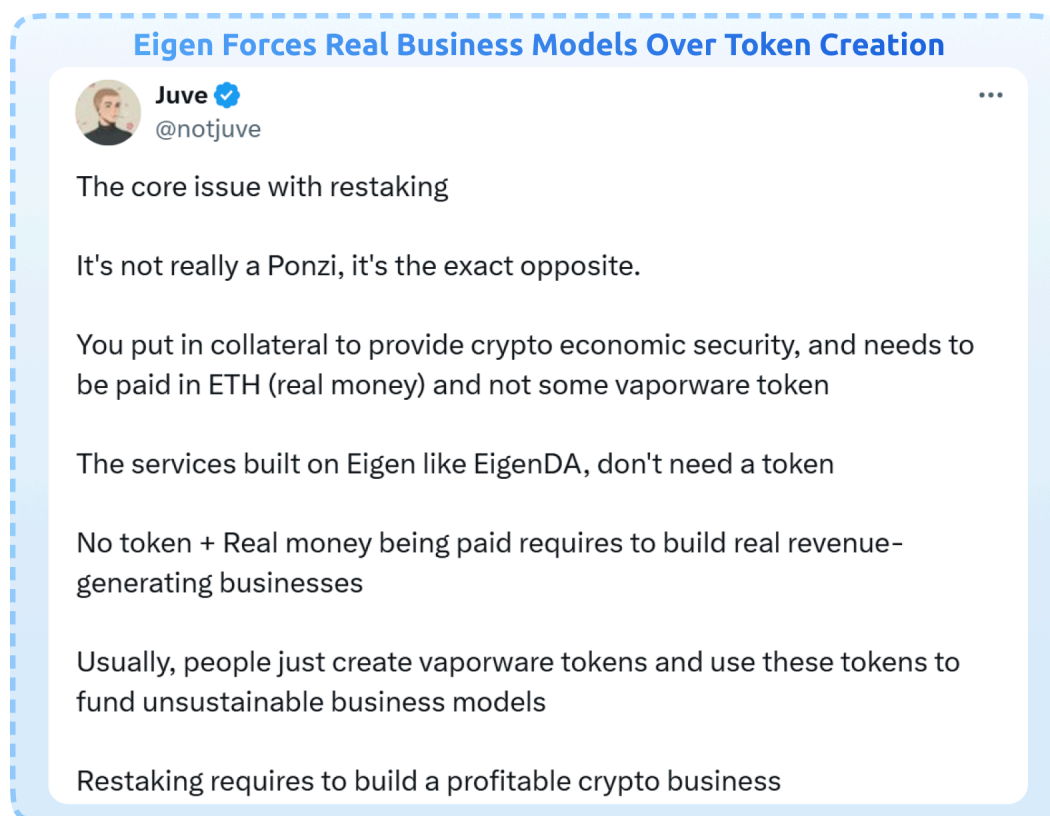 Eigen Forces Real Business Models Over Token Creation
Juve
@notjuve
The core issue with restaking
It's not really a Ponzi, it's the exact opposite.
You put in collateral to provide crypto economic security, and needs to
be paid in ETH (real money) and not some vaporware token
The services built on Eigen like EigenDA, don't need a token
No token + Real money being paid requires to build real revenue-
generating businesses
Usually, people just create vaporware tokens and use these tokens to
fund unsustainable business models
Restaking requires to build a profitable crypto business